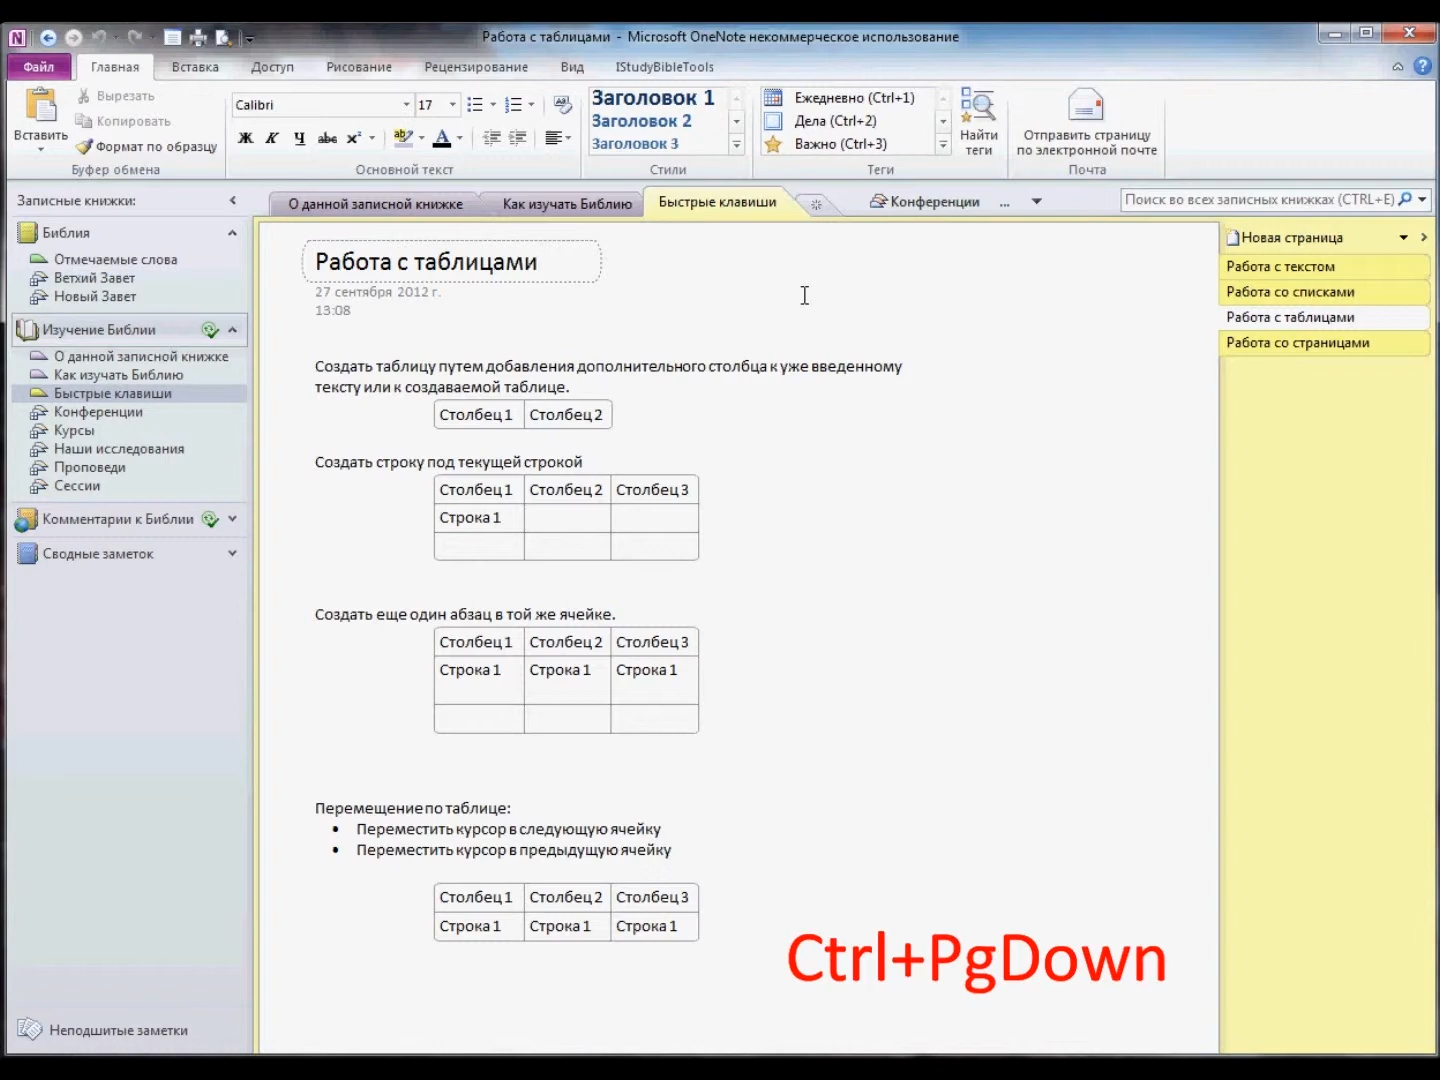 Работа с таблицами - Microsoft OneNote некоммерческое использование
Файл Главная Вставка Доступ Рисование Рецензирование Вид IStudyBibleTools
Вставить
Вырезать
Копировать
Формат по образцу
Буфер обмена
Calibri 17
Ж К Ч abc x²
Основной текст
Заголовок 1
Заголовок 2
Заголовок 3
Стили
Ежедневно (Ctrl+1)
Дела (Ctrl+2)
Важно (Ctrl+3)
Теги
Найти
теги
Отправить страницу
по электронной почте
Почта
Записные книжки:
О данной записной книжке Как изучать Библию Быстрые клавиши Конференции ...
Поиск во всех записных книжках (CTRL+E)
Библия
Отмечаемые слова
Ветхий Завет
Новый Завет
Изучение Библии
О данной записной книжке
Как изучать Библию
Быстрые клавиши
Конференции
Курсы
Наши исследования
Проповеди
Сессии
Комментарии к Библии
Сводные заметок
Неподшитые заметки
Работа с таблицами
27 сентября 2012 г.
13:08
Создать таблицу путем добавления дополнительного столбца к уже введенному
тексту или к создаваемой таблице.
Столбец 1 Столбец 2
Создать строку под текущей строкой
Столбец 1 Столбец 2 Столбец 3
Строка 1
Создать еще один абзац в той же ячейке.
Столбец 1 Столбец 2 Столбец 3
Строка 1 Строка 1 Строка 1
Перемещение по таблице:
• Переместить курсор в следующую ячейку
• Переместить курсор в предыдущую ячейку
Столбец 1 Столбец 2 Столбец 3
Строка 1 Строка 1 Строка 1
Ctrl+PgDown
Новая страница
Работа с текстом
Работа со списками
Работа с таблицами
Работа со страницами